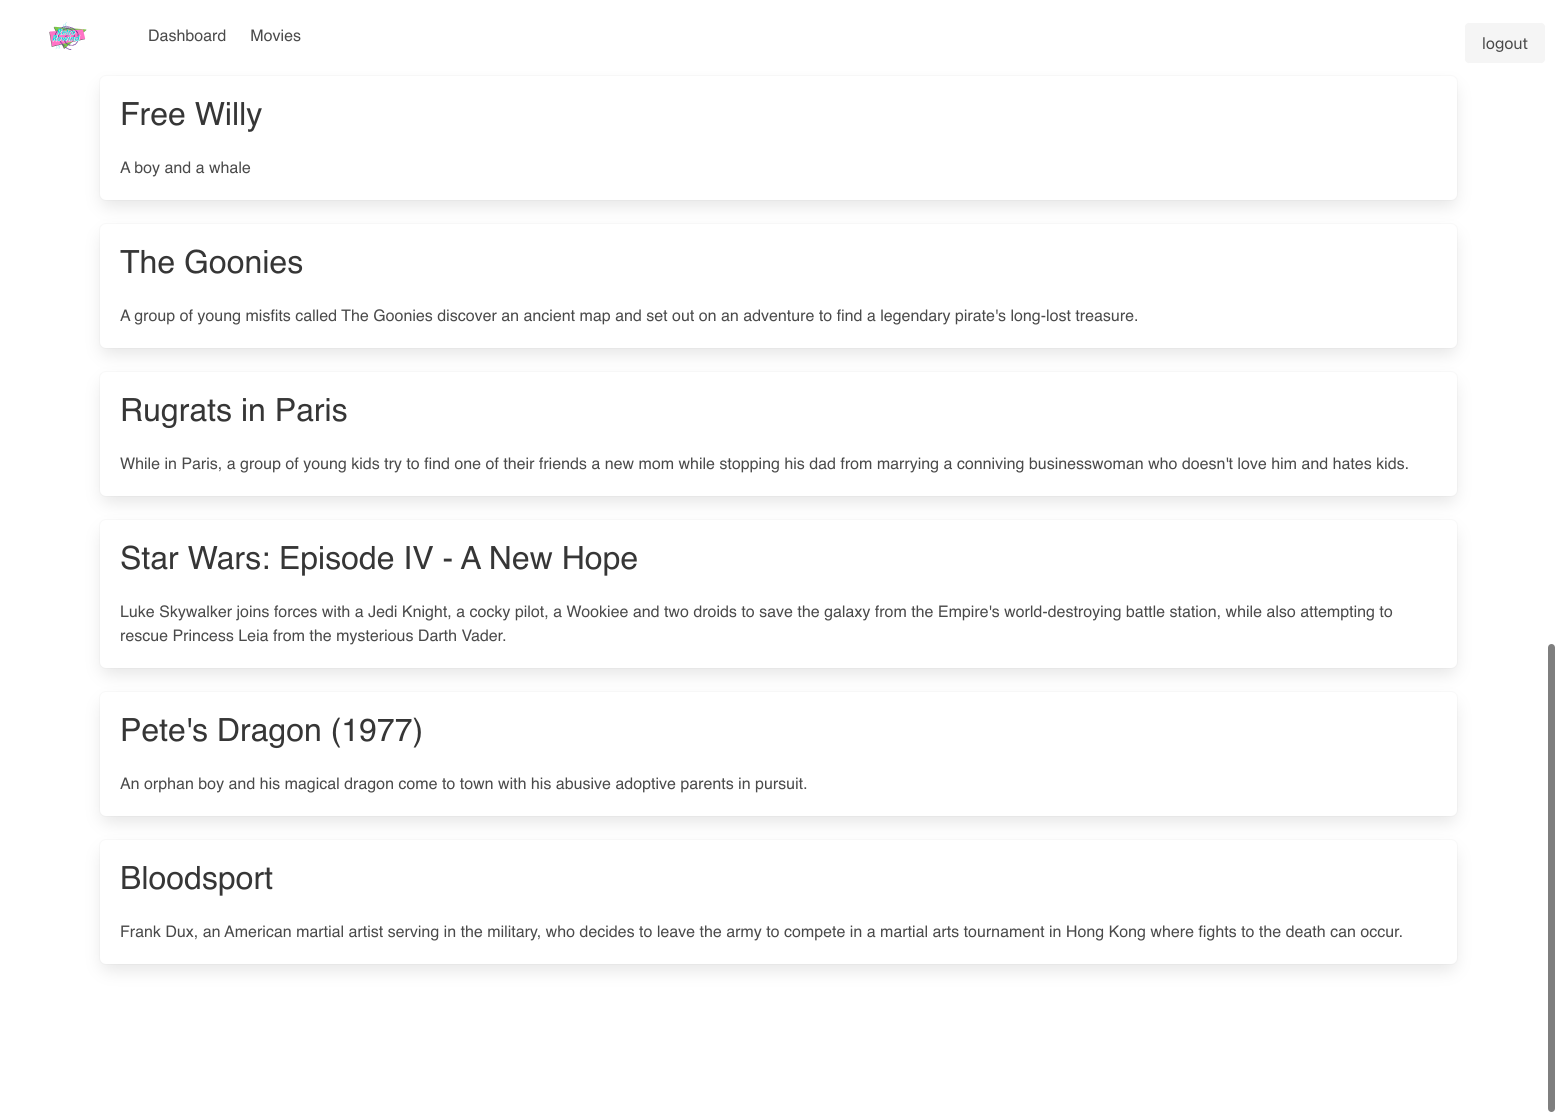 Dashboard Movies logout
Free Willy
A boy and a whale
The Goonies
A group of young misfits called The Goonies discover an ancient map and set out on an adventure to find a legendary pirate's long-lost treasure.
Rugrats in Paris
While in Paris, a group of young kids try to find one of their friends a new mom while stopping his dad from marrying a conniving businesswoman who doesn't love him and hates kids.
Star Wars: Episode IV - A New Hope
Luke Skywalker joins forces with a Jedi Knight, a cocky pilot, a Wookiee and two droids to save the galaxy from the Empire's world-destroying battle station, while also attempting to
rescue Princess Leia from the mysterious Darth Vader.
Pete's Dragon (1977)
An orphan boy and his magical dragon come to town with his abusive adoptive parents in pursuit.
Bloodsport
Frank Dux, an American martial artist serving in the military, who decides to leave the army to compete in a martial arts tournament in Hong Kong where fights to the death can occur.